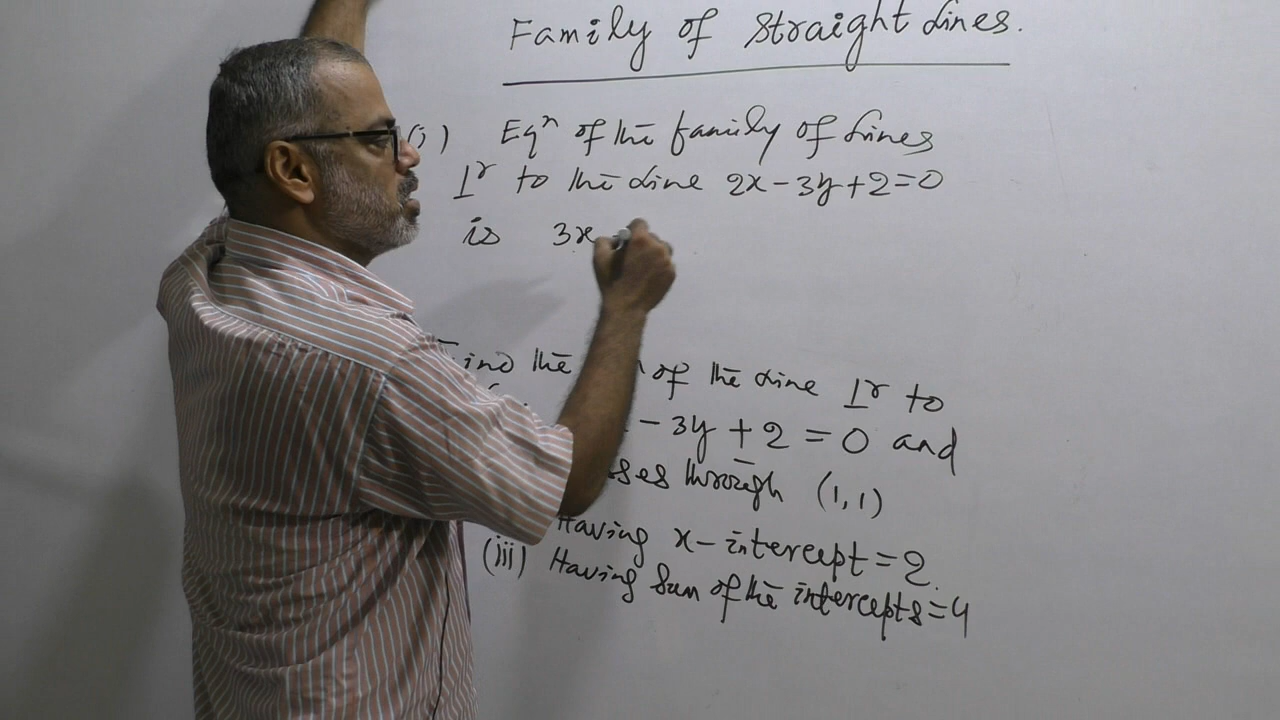 Family of Straight Lines.
(i) Eqⁿ of the family of Lines
⊥r to the Line 2x-3y+2=0
is 3x
the of the Line ⊥r to
- 3y + 2 = 0 and
through (1,1)
Having x-intercept = 2.
(iii) Having Sum of the intercepts = 4